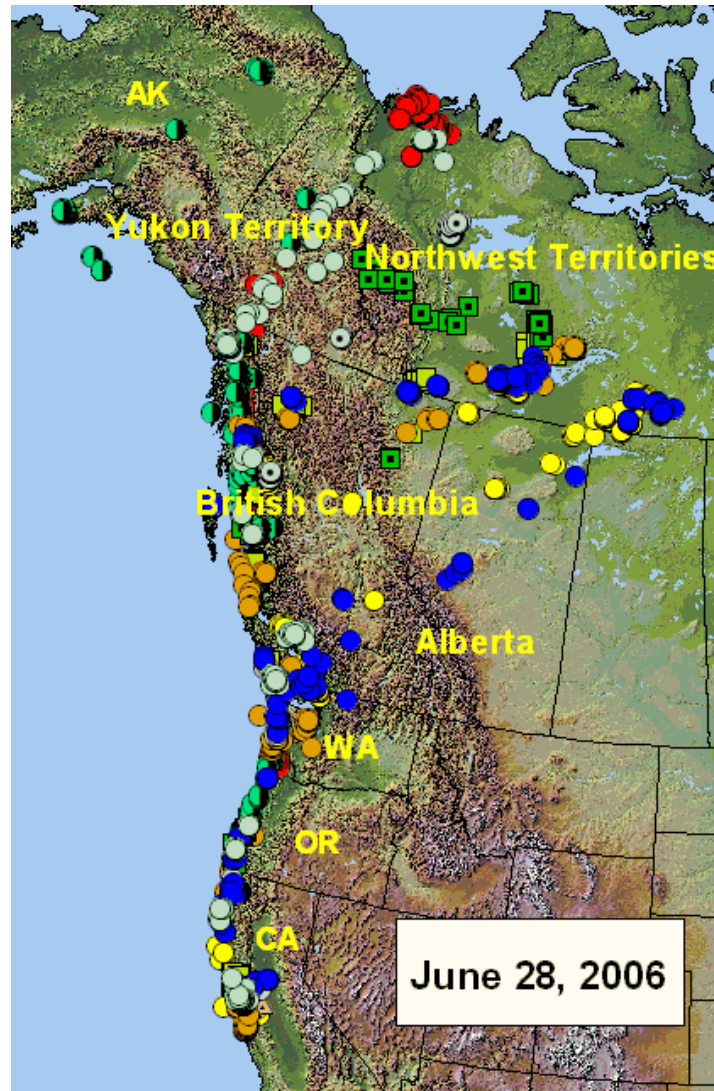 AK
Yukon Territory
Northwest Territories
British Columbia
Alberta
WA
OR
CA
June 28, 2006